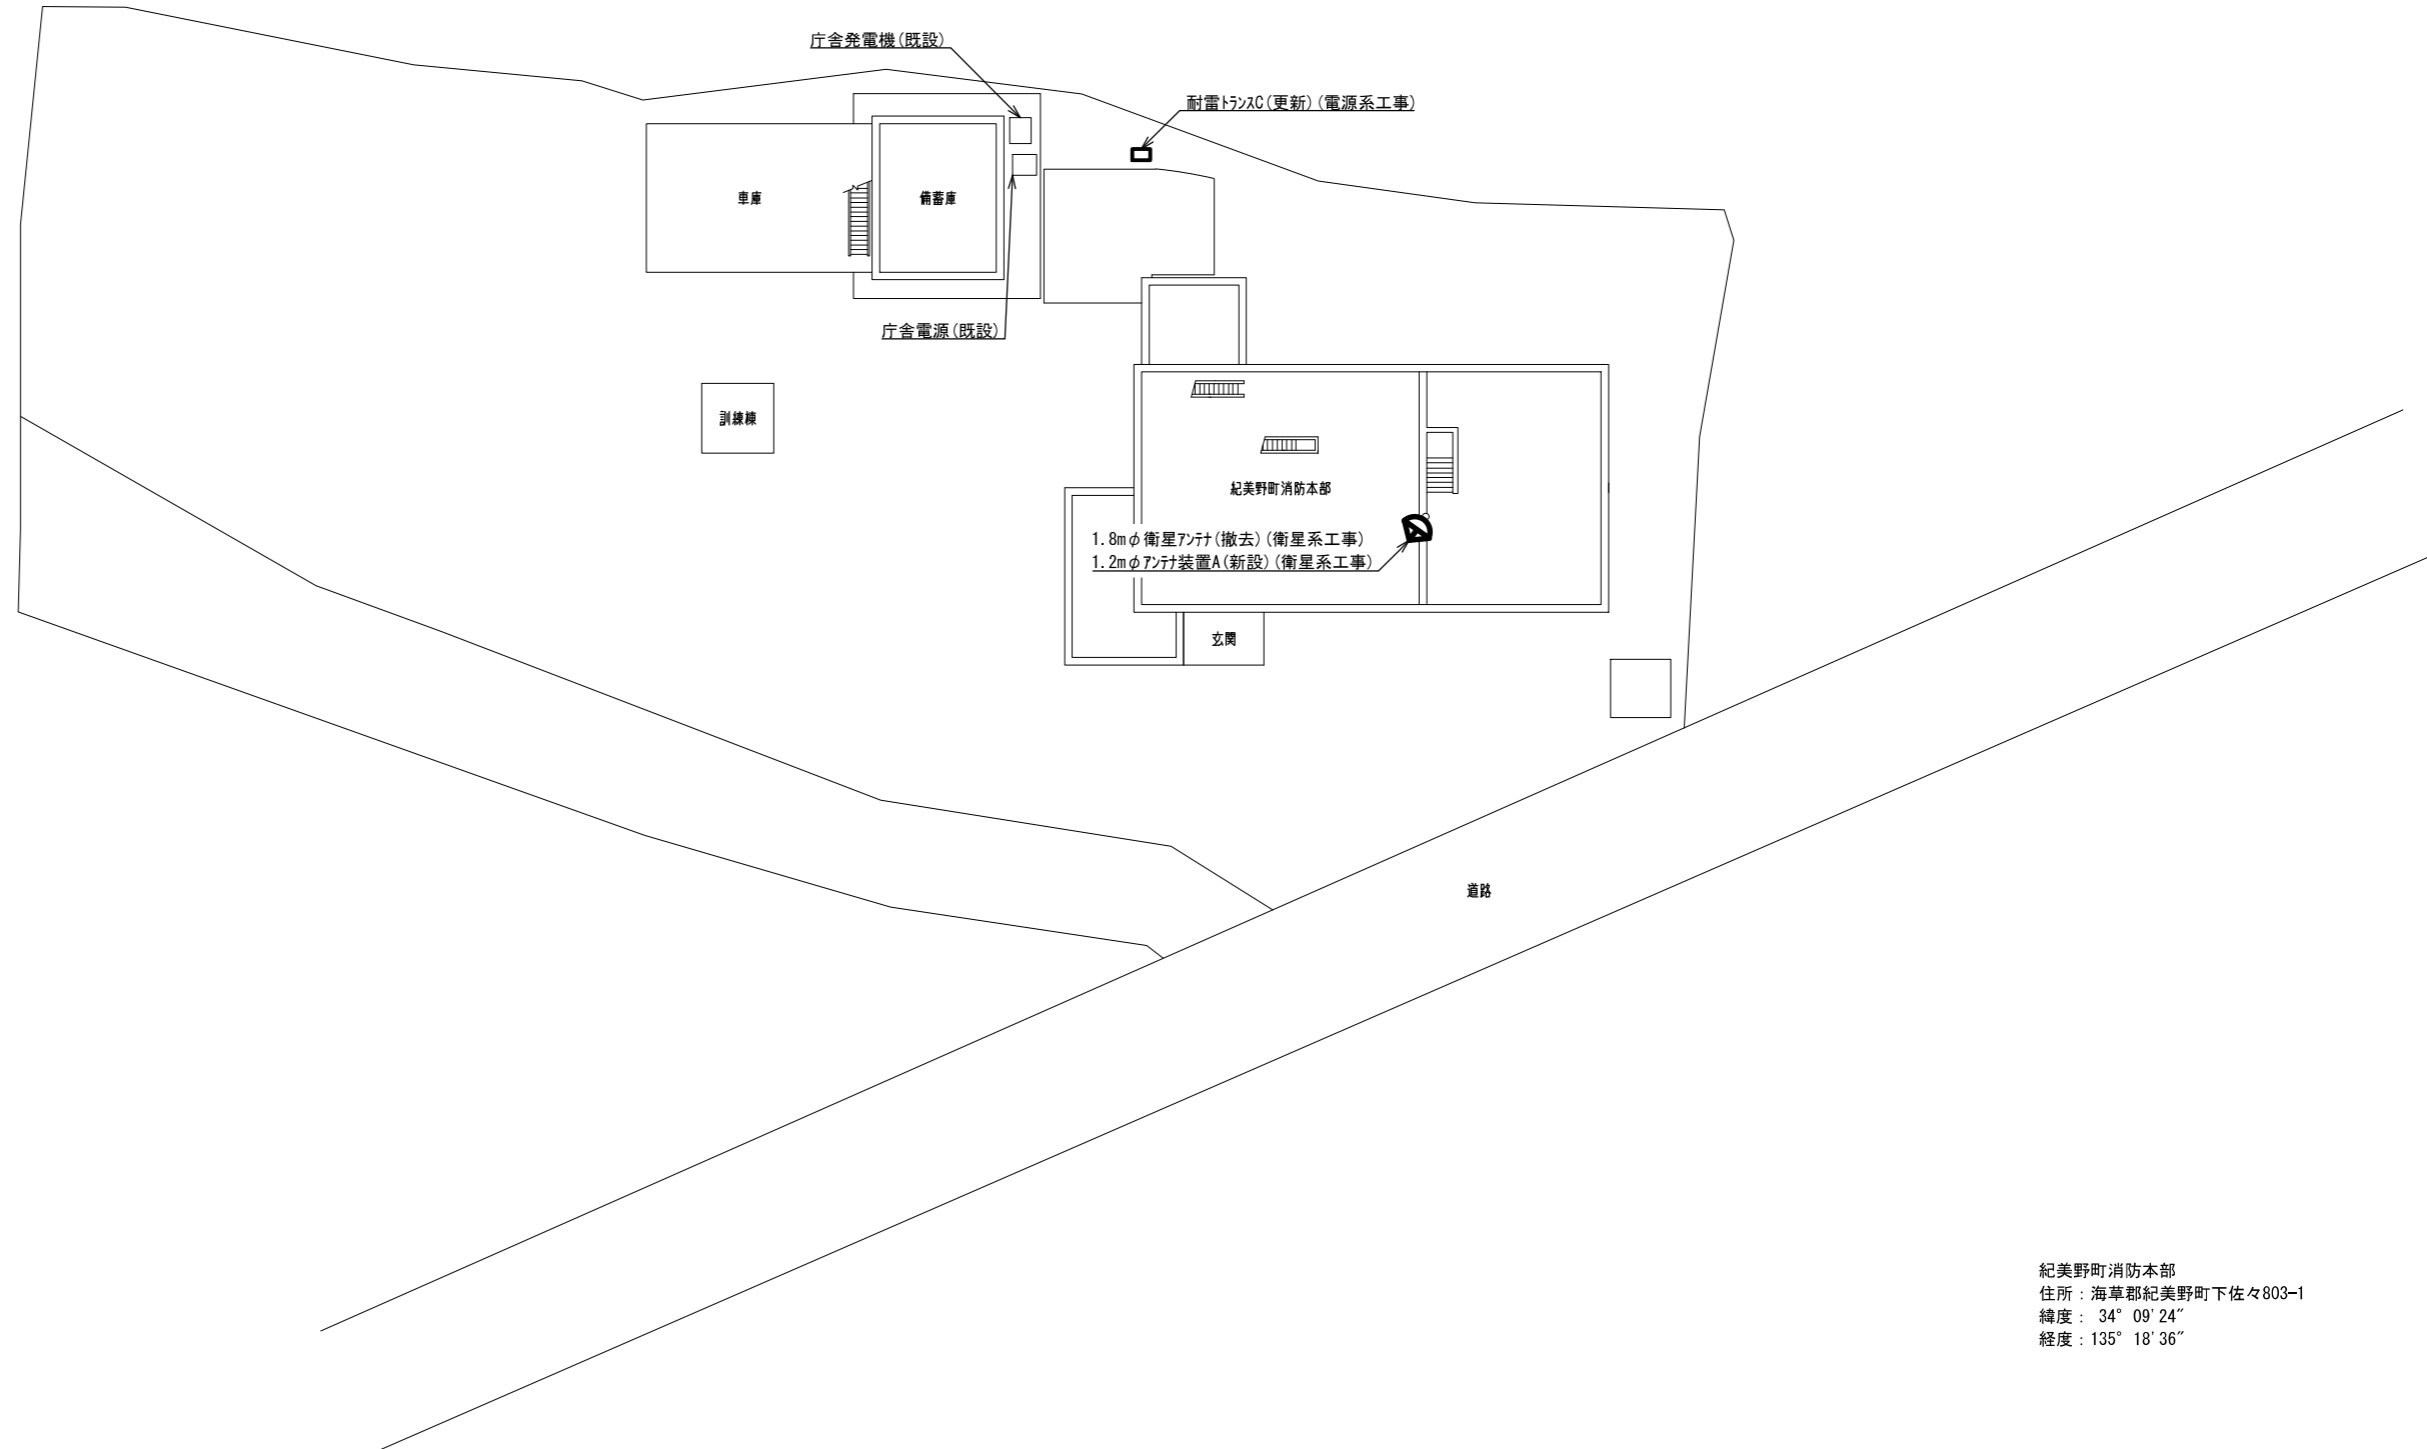 庁舎発電機(既設)
耐雷トランスC(更新)(電源系工事)
車庫
備蓄庫
庁舎電源(既設)
訓練棟
紀美野町消防本部
1.8mφ衛星アンテナ(撤去)(衛星系工事)
1.2mφアンテナ装置A(新設)(衛星系工事)
玄関
道路
紀美野町消防本部
住所：海草郡紀美野町下佐々803-1
緯度： 34°09'24″
経度：135°18'36″